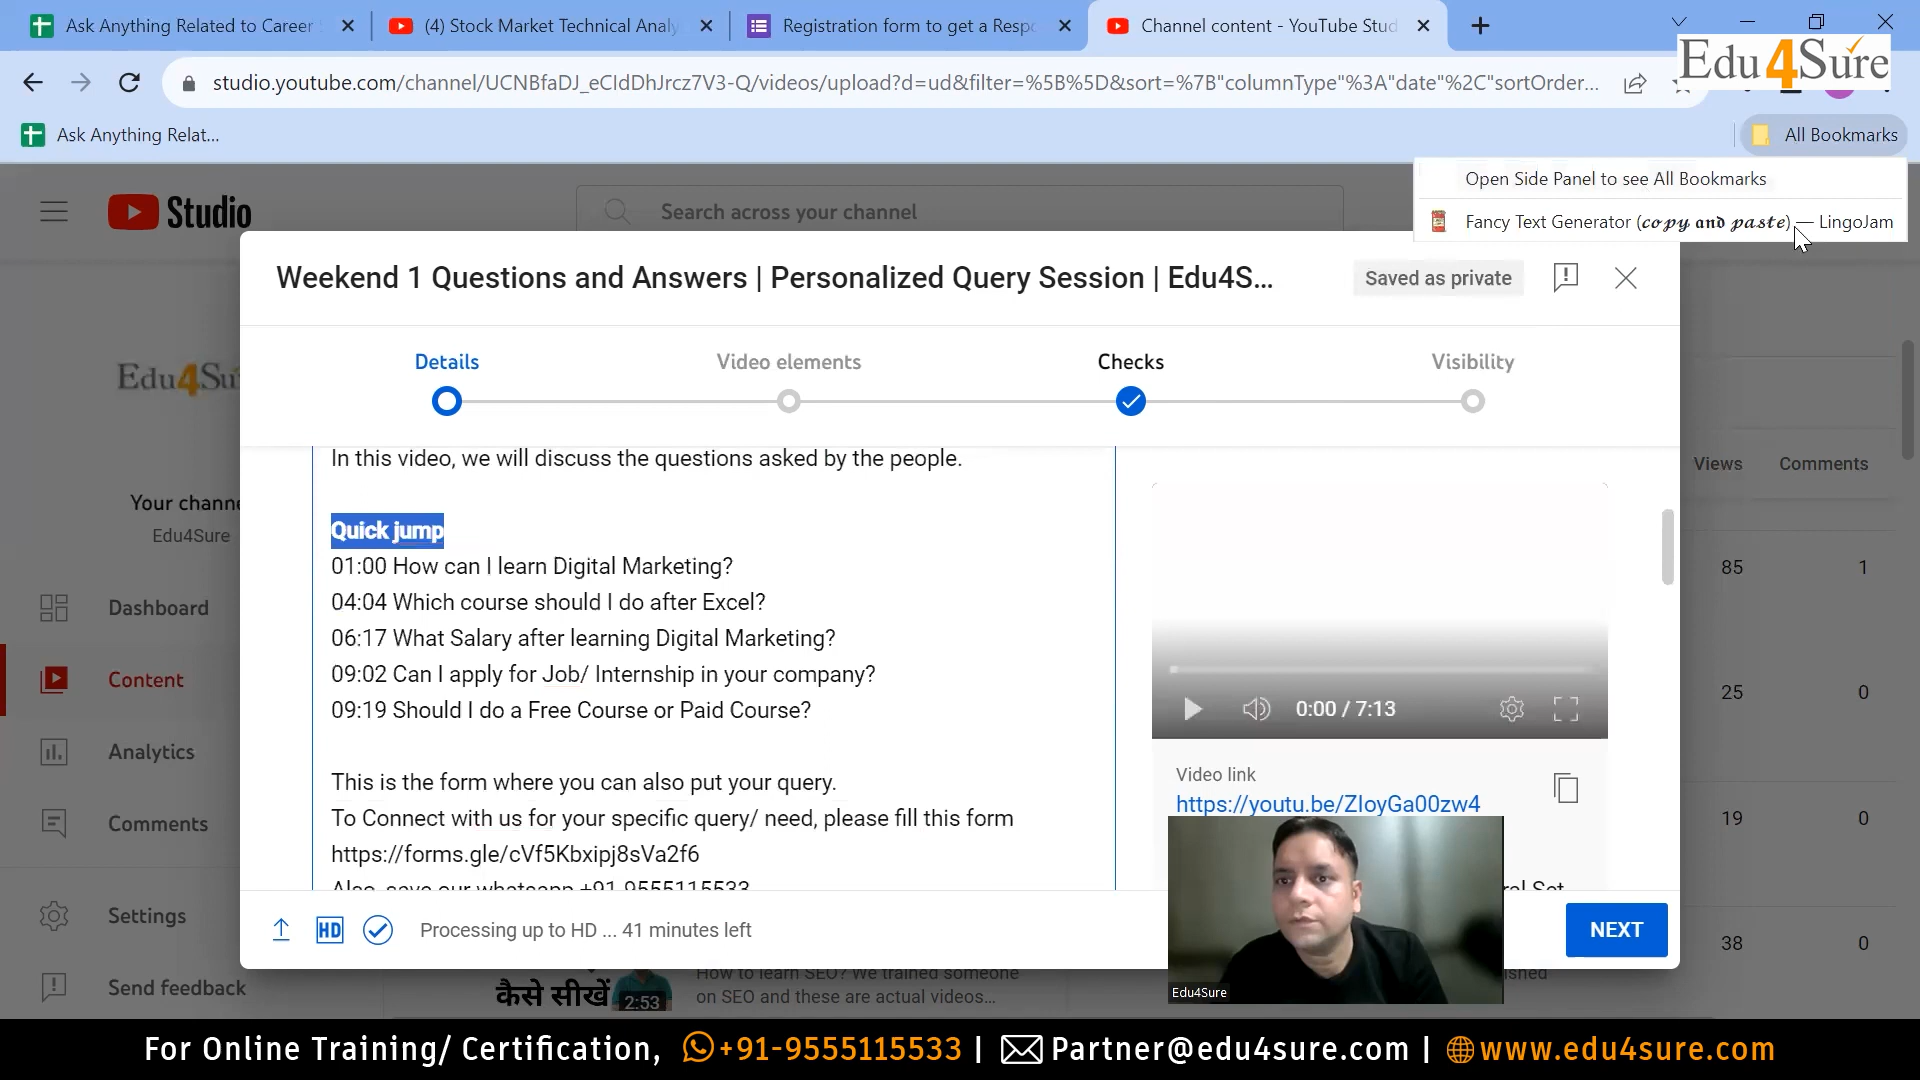 Ask Anything Related to Career
(4) Stock Market Technical Analy
Registration form to get a Respo
Channel content - YouTube Stud
Edu4Sure
studio.youtube.com/channel/UCNBfaDJ_eCIdDhJrcz7V3-Q/videos/upload?d=ud&filter=%5B%5D&sort=%7B"columnType"%3A"date"%2C"sortOrder...
Ask Anything Relat...
All Bookmarks
Open Side Panel to see All Bookmarks
Fancy Text Generator (𝓬𝓸𝓹𝔂 𝖆𝖓𝖉 𝓹𝓪𝓼𝓽𝓮) — LingoJam
Studio
Search across your channel
Weekend 1 Questions and Answers | Personalized Query Session | Edu4S...
Saved as private
Details
Video elements
Checks
Visibility
Edu4Su
Your chann
Edu4Sure
Dashboard
Content
Analytics
Comments
Settings
Send feedback
In this video, we will discuss the questions asked by the people.
Quick jump
01:00 How can I learn Digital Marketing?
04:04 Which course should I do after Excel?
06:17 What Salary after learning Digital Marketing?
09:02 Can I apply for Job/ Internship in your company?
09:19 Should I do a Free Course or Paid Course?
This is the form where you can also put your query.
To Connect with us for your specific query/ need, please fill this form
https://forms.gle/cVf5Kbxipj8sVa2f6
Also, save our whatsapp +91-9555115533
0:00 / 7:13
Video link
https://youtu.be/ZIoyGa00zw4
Views
Comments
85
1
25
0
19
0
38
0
Processing up to HD ... 41 minutes left
HD
NEXT
कैसे सीखें
2:53
How to learn SEO? We trained someone
on SEO and these are actual videos...
Edu4Sure
For Online Training/ Certification, +91-9555115533 | Partner@edu4sure.com | www.edu4sure.com